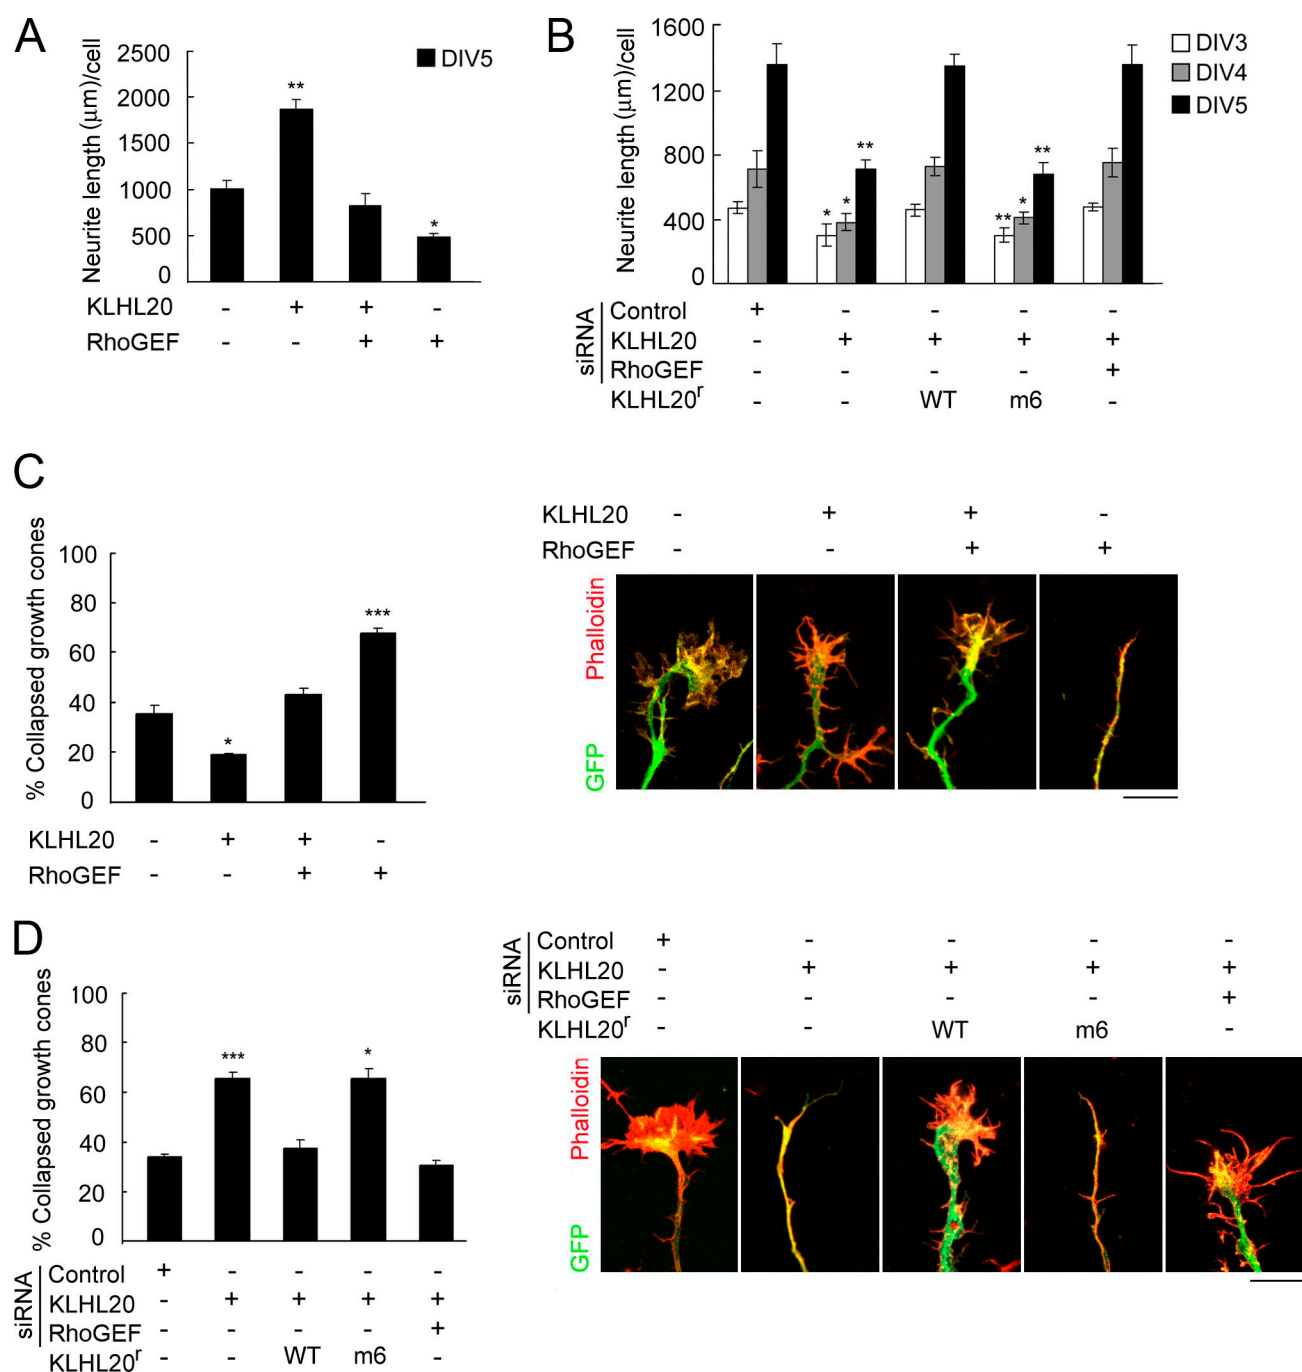 A
Neurite length (μm)/cell
2500
2000
1500
1000
500
0
DIV5
**
*
KLHL20 - + + -
RhoGEF - - + +
B
Neurite length (μm)/cell
1600
1200
800
400
0
DIV3
DIV4
DIV5
* * **
** * **
siRNA
Control + - - - -
KLHL20 - + + + +
RhoGEF - - - - +
KLHL20r - - WT m6 -
C
% Collapsed growth cones
100
80
60
40
20
0
*
***
KLHL20 - + + -
RhoGEF - - + +
KLHL20 - + + -
RhoGEF - - + +
GFP Phalloidin
D
% Collapsed growth cones
100
80
60
40
20
0
***
*
siRNA
Control + - - - -
KLHL20 - + + + +
RhoGEF - - - - +
KLHL20r - - WT m6 -
siRNA
Control + - - - -
KLHL20 - + + + +
RhoGEF - - - - +
KLHL20r - - WT m6 -
GFP Phalloidin